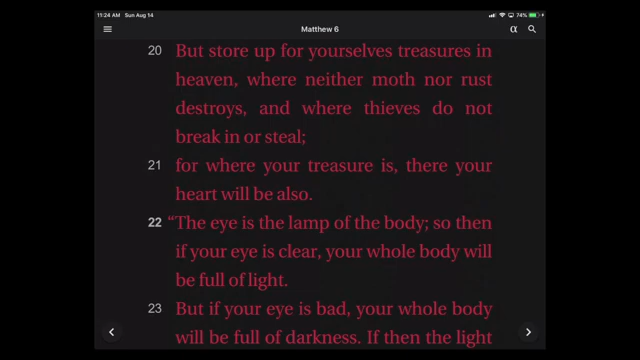 11:24 AM Sun Aug 14 74%
Matthew 6 α
20 But store up for yourselves treasures in
heaven, where neither moth nor rust
destroys, and where thieves do not
break in or steal;
21 for where your treasure is, there your
heart will be also.
22 “The eye is the lamp of the body; so then
if your eye is clear, your whole body will
be full of light.
23 But if your eye is bad, your whole body
will be full of darkness. If then the light